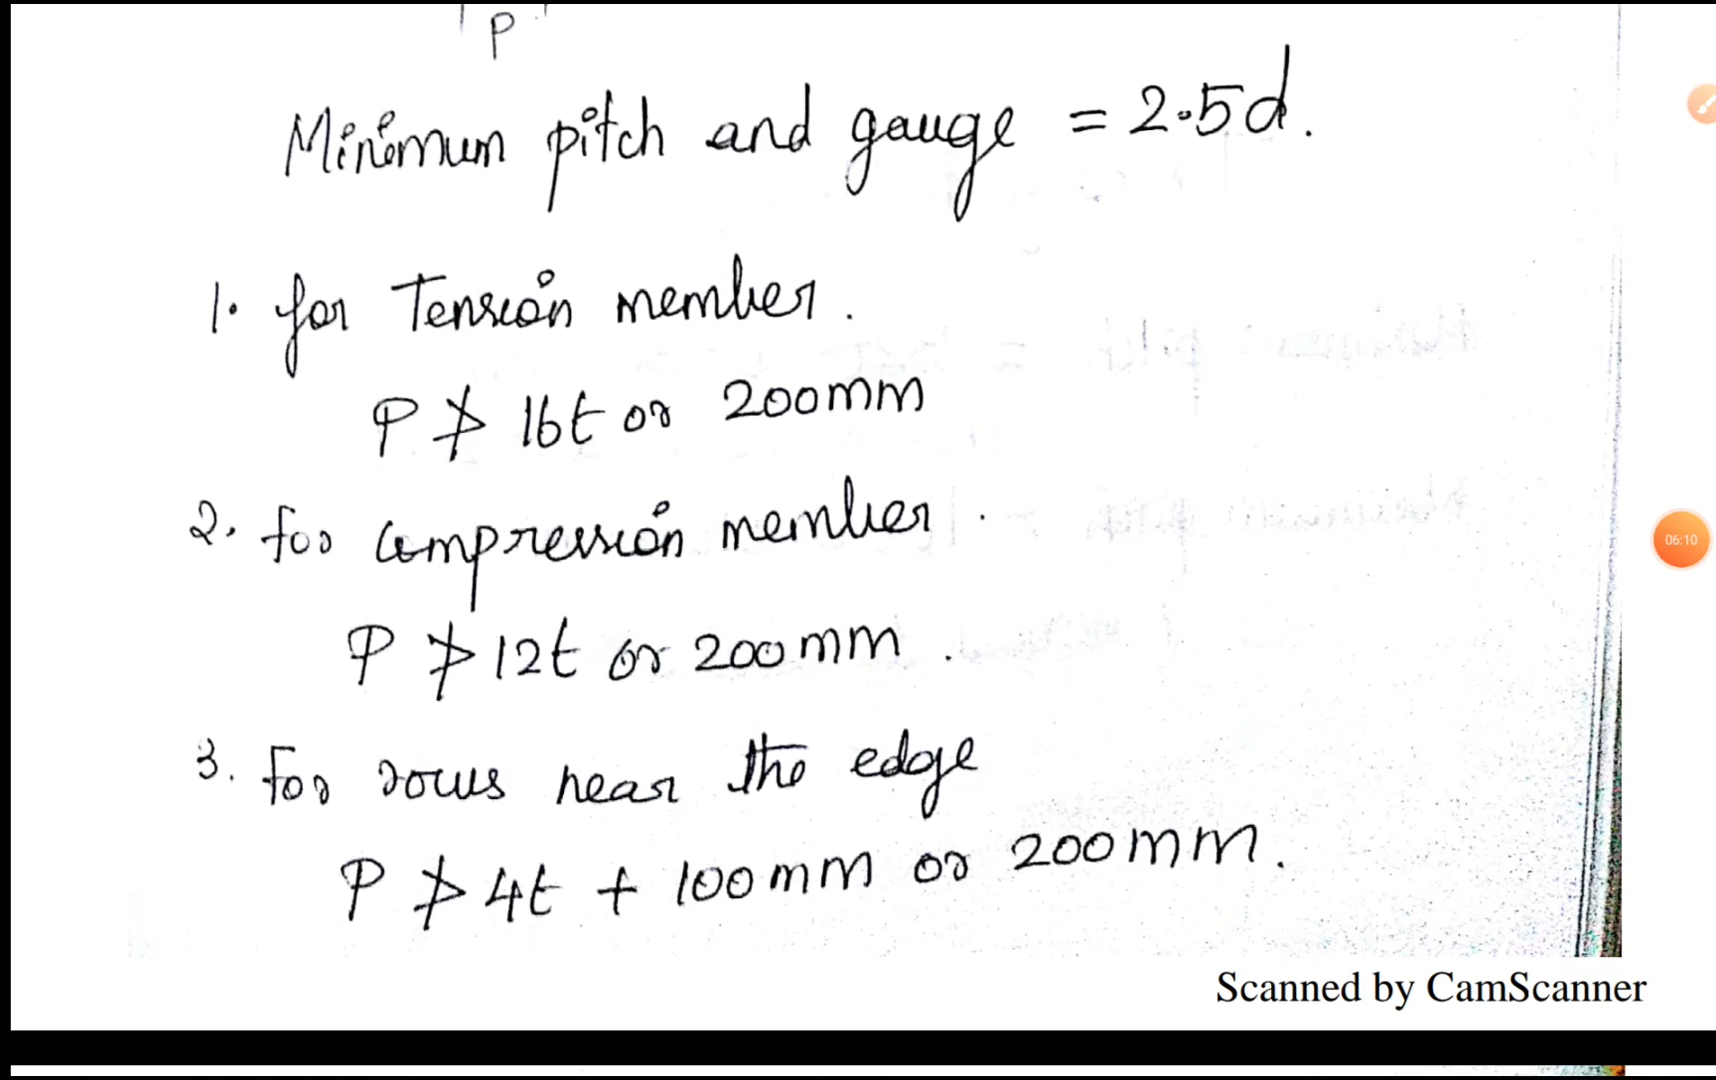 P
Minimum pitch and gauge = 2.5d.
1. for Tension member.
P ≯ 16t or 200mm
2. for compression member.
P ≯ 12t or 200mm.
3. For rows near the edge
P ≯ 4t + 100mm or 200mm.
06:10
Scanned by CamScanner